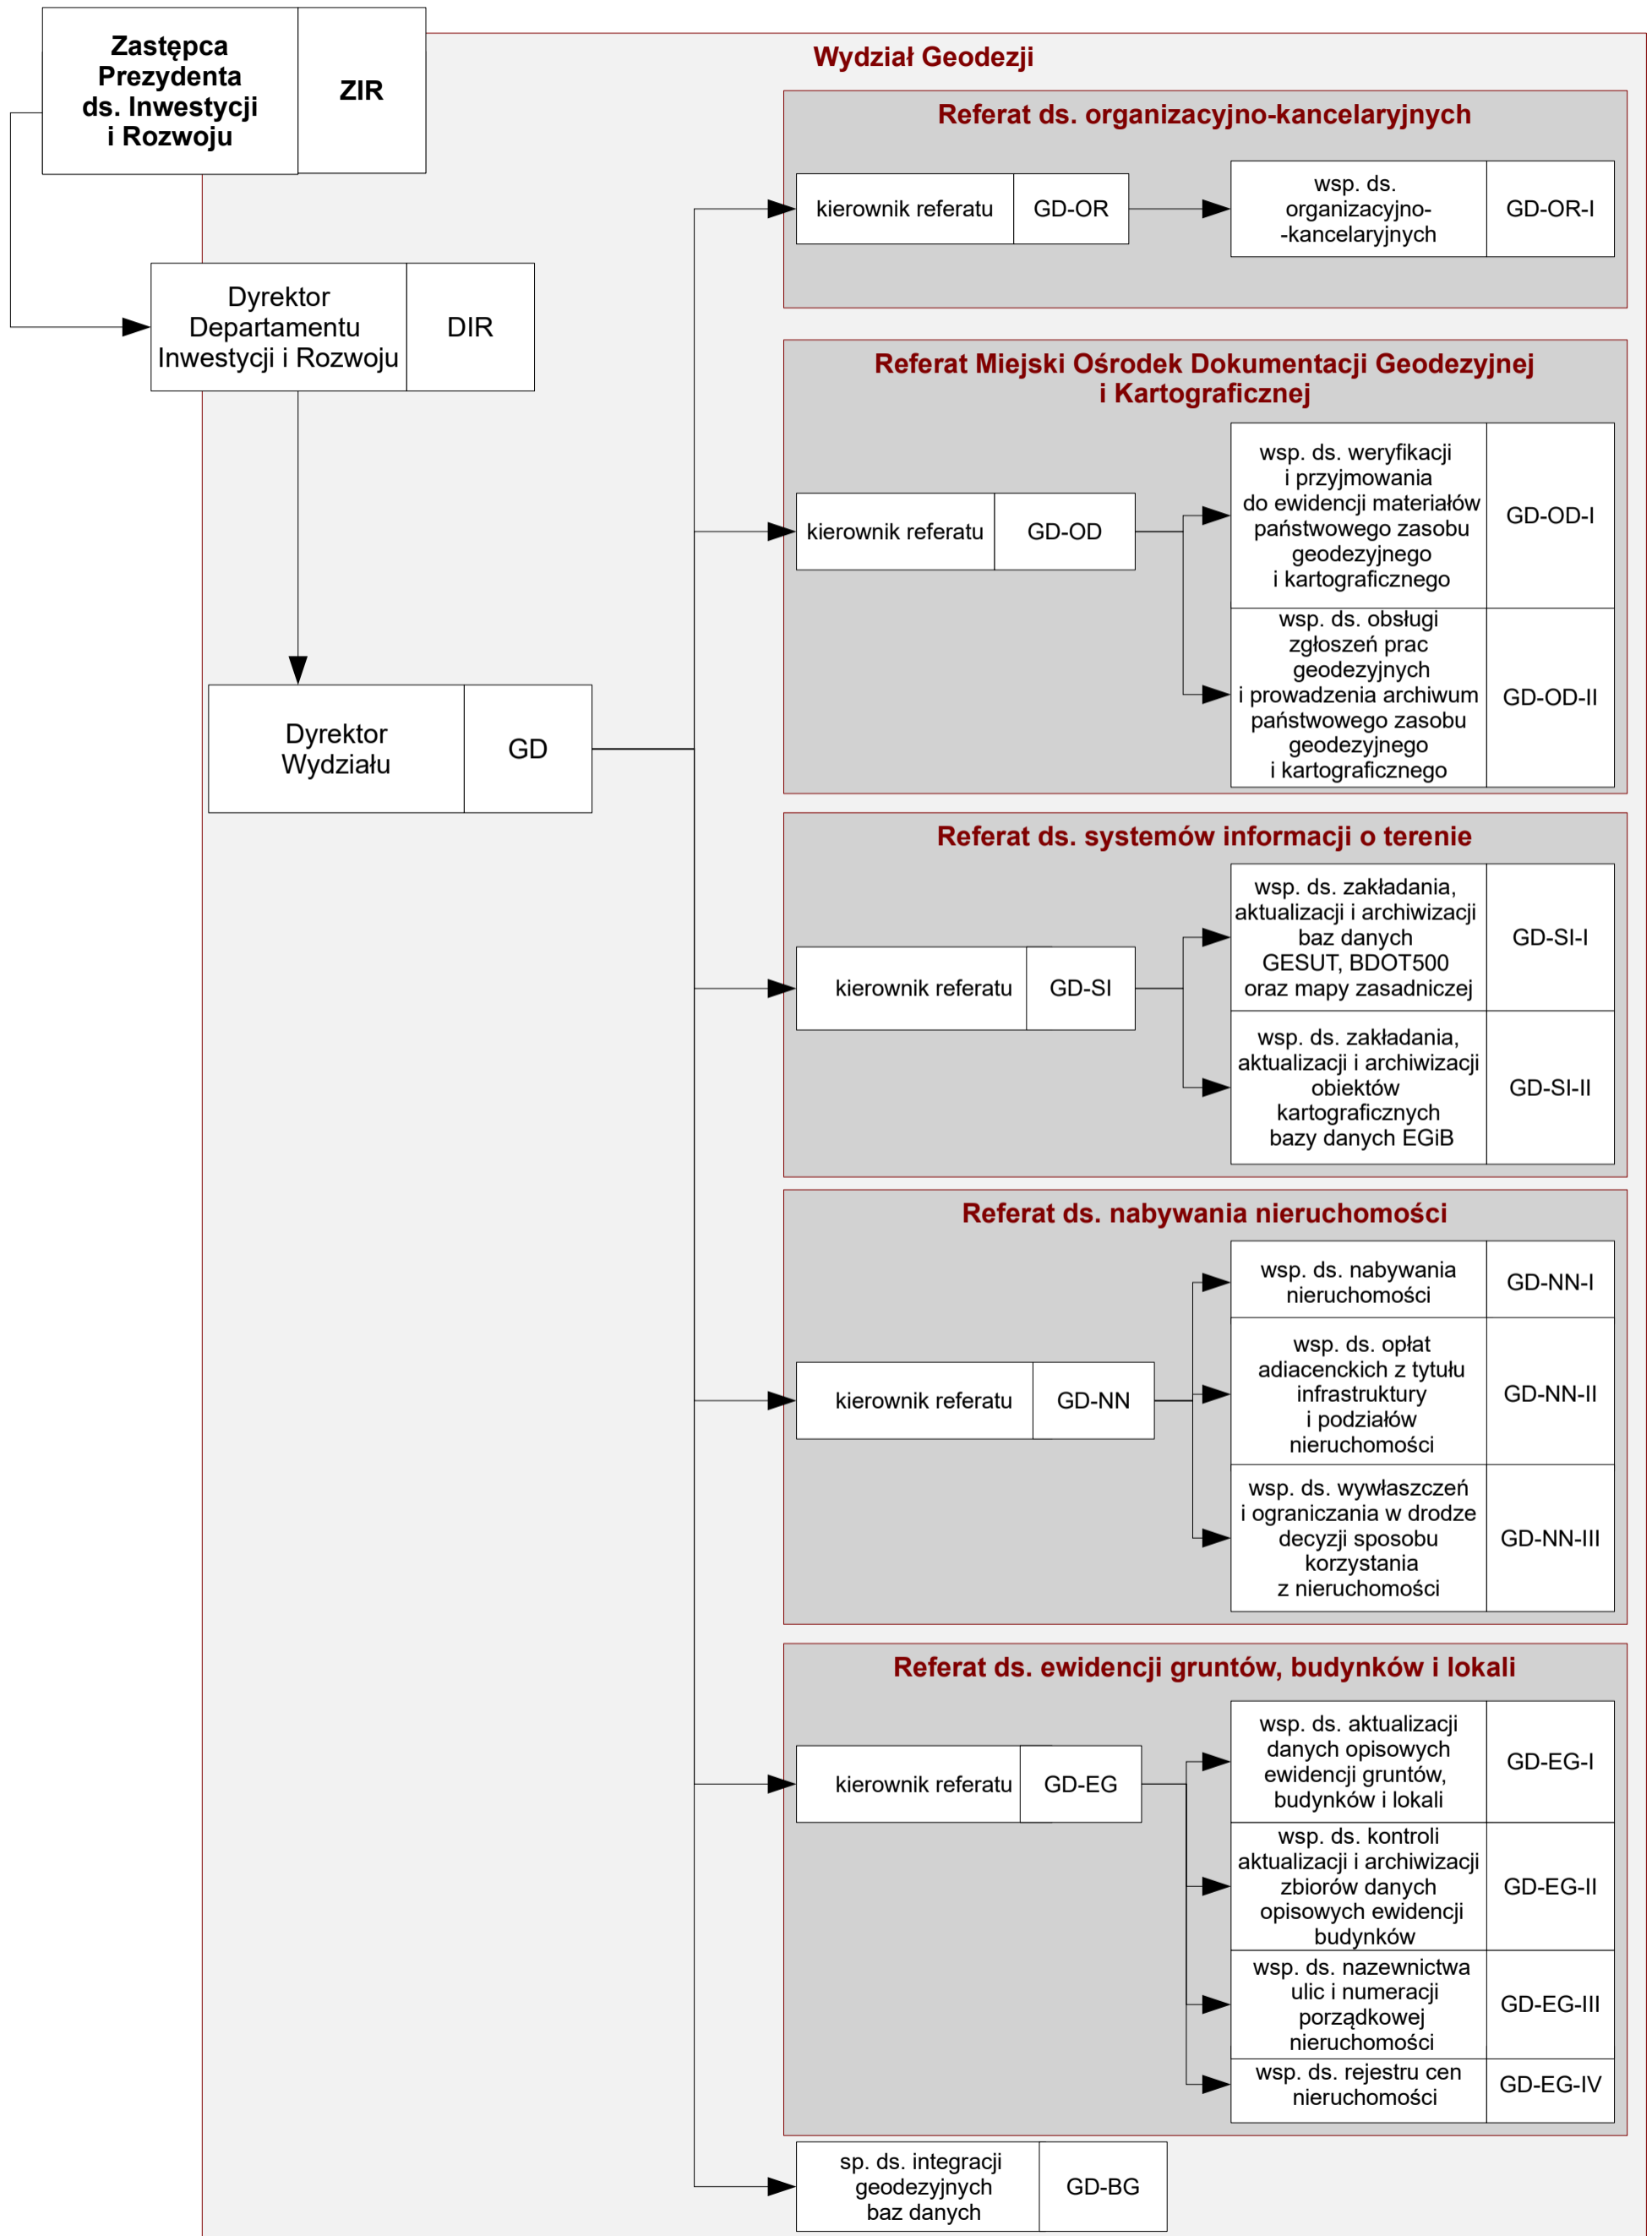 Zastępca
Prezydenta
ds. Inwestycji
i Rozwoju
ZIR
Wydział Geodezji
Referat ds. organizacyjno-kancelaryjnych
kierownik referatu
GD-OR
wsp. ds.
organizacyjno-
-kancelaryjnych
GD-OR-I
Dyrektor
Departamentu
Inwestycji i Rozwoju
DIR
Referat Miejski Ośrodek Dokumentacji Geodezyjnej
i Kartograficznej
kierownik referatu
GD-OD
wsp. ds. weryfikacji
i przyjmowania
do ewidencji materiałów
państwowego zasobu
geodezyjnego
i kartograficznego
GD-OD-I
wsp. ds. obsługi
zgłoszeń prac
geodezyjnych
i prowadzenia archiwum
państwowego zasobu
geodezyjnego
i kartograficznego
GD-OD-II
Dyrektor
Wydziału
GD
Referat ds. systemów informacji o terenie
kierownik referatu
GD-SI
wsp. ds. zakładania,
aktualizacji i archiwizacji
baz danych
GESUT, BDOT500
oraz mapy zasadniczej
GD-SI-I
wsp. ds. zakładania,
aktualizacji i archiwizacji
obiektów
kartograficznych
bazy danych EGiB
GD-SI-II
Referat ds. nabywania nieruchomości
kierownik referatu
GD-NN
wsp. ds. nabywania
nieruchomości
GD-NN-I
wsp. ds. opłat
adiacenckich z tytułu
infrastruktury
i podziałów
nieruchomości
GD-NN-II
wsp. ds. wywłaszczeń
i ograniczania w drodze
decyzji sposobu
korzystania
z nieruchomości
GD-NN-III
Referat ds. ewidencji gruntów, budynków i lokali
kierownik referatu
GD-EG
wsp. ds. aktualizacji
danych opisowych
ewidencji gruntów,
budynków i lokali
GD-EG-I
wsp. ds. kontroli
aktualizacji i archiwizacji
zbiorów danych
opisowych ewidencji
budynków
GD-EG-II
wsp. ds. nazewnictwa
ulic i numeracji
porządkowej
nieruchomości
GD-EG-III
wsp. ds. rejestru cen
nieruchomości
GD-EG-IV
sp. ds. integracji
geodezyjnych
baz danych
GD-BG